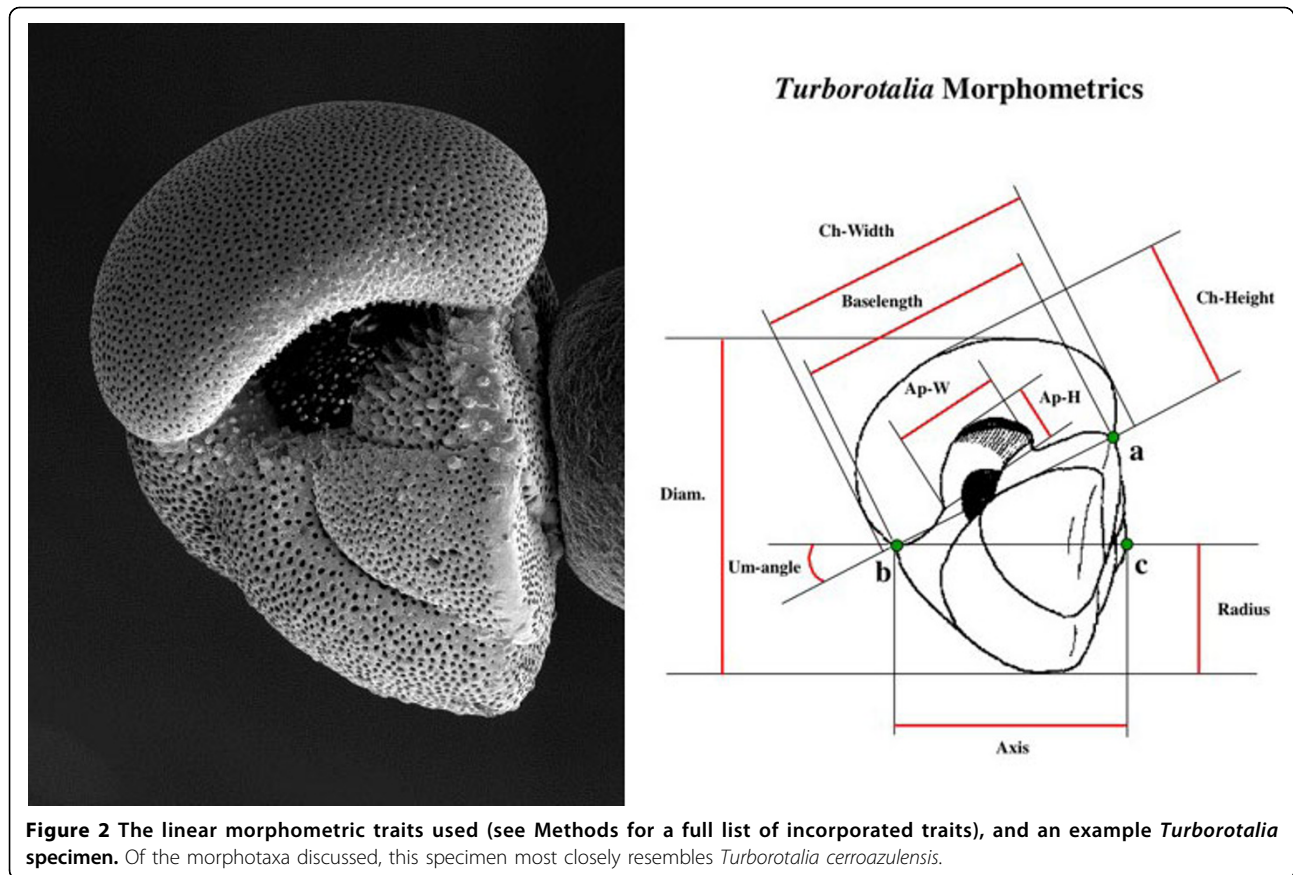 Turborotalia Morphometrics
Ch-Width
Baselength
Ch-Height
Ap-W
Ap-H
a
Diam.
Um-angle
b
c
Radius
Axis
Figure 2 The linear morphometric traits used (see Methods for a full list of incorporated traits), and an example Turborotalia
specimen. Of the morphotaxa discussed, this specimen most closely resembles Turborotalia cerroazulensis.